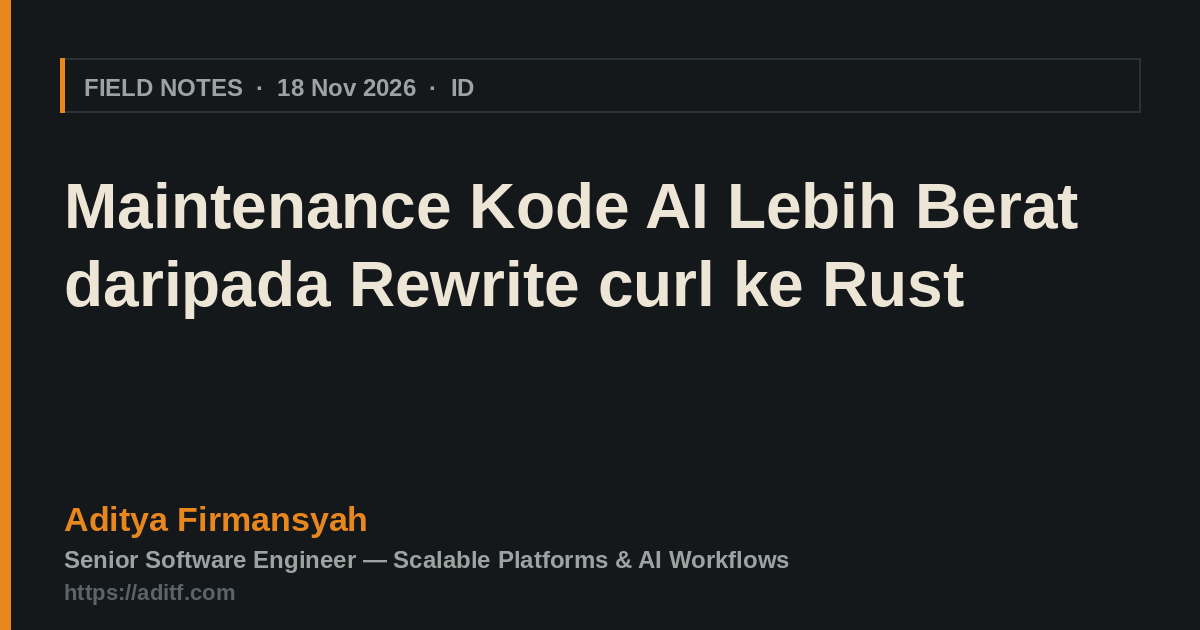 FIELD NOTES · 18 Nov 2026 · ID
Maintenance Kode AI Lebih Berat
daripada Rewrite curl ke Rust
Aditya Firmansyah
Senior Software Engineer — Scalable Platforms & AI Workflows
https://aditf.com